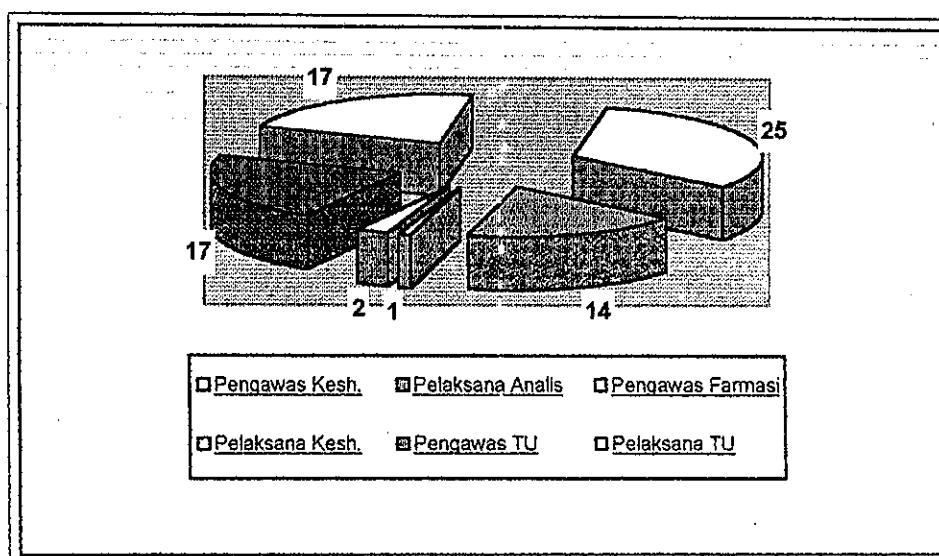 17
25
17
2 1
14
Pengawas Kesh. Pelaksana Analis Pengawas Farmasi
Pelaksana Kesh. Pengawas TU Pelaksana TU